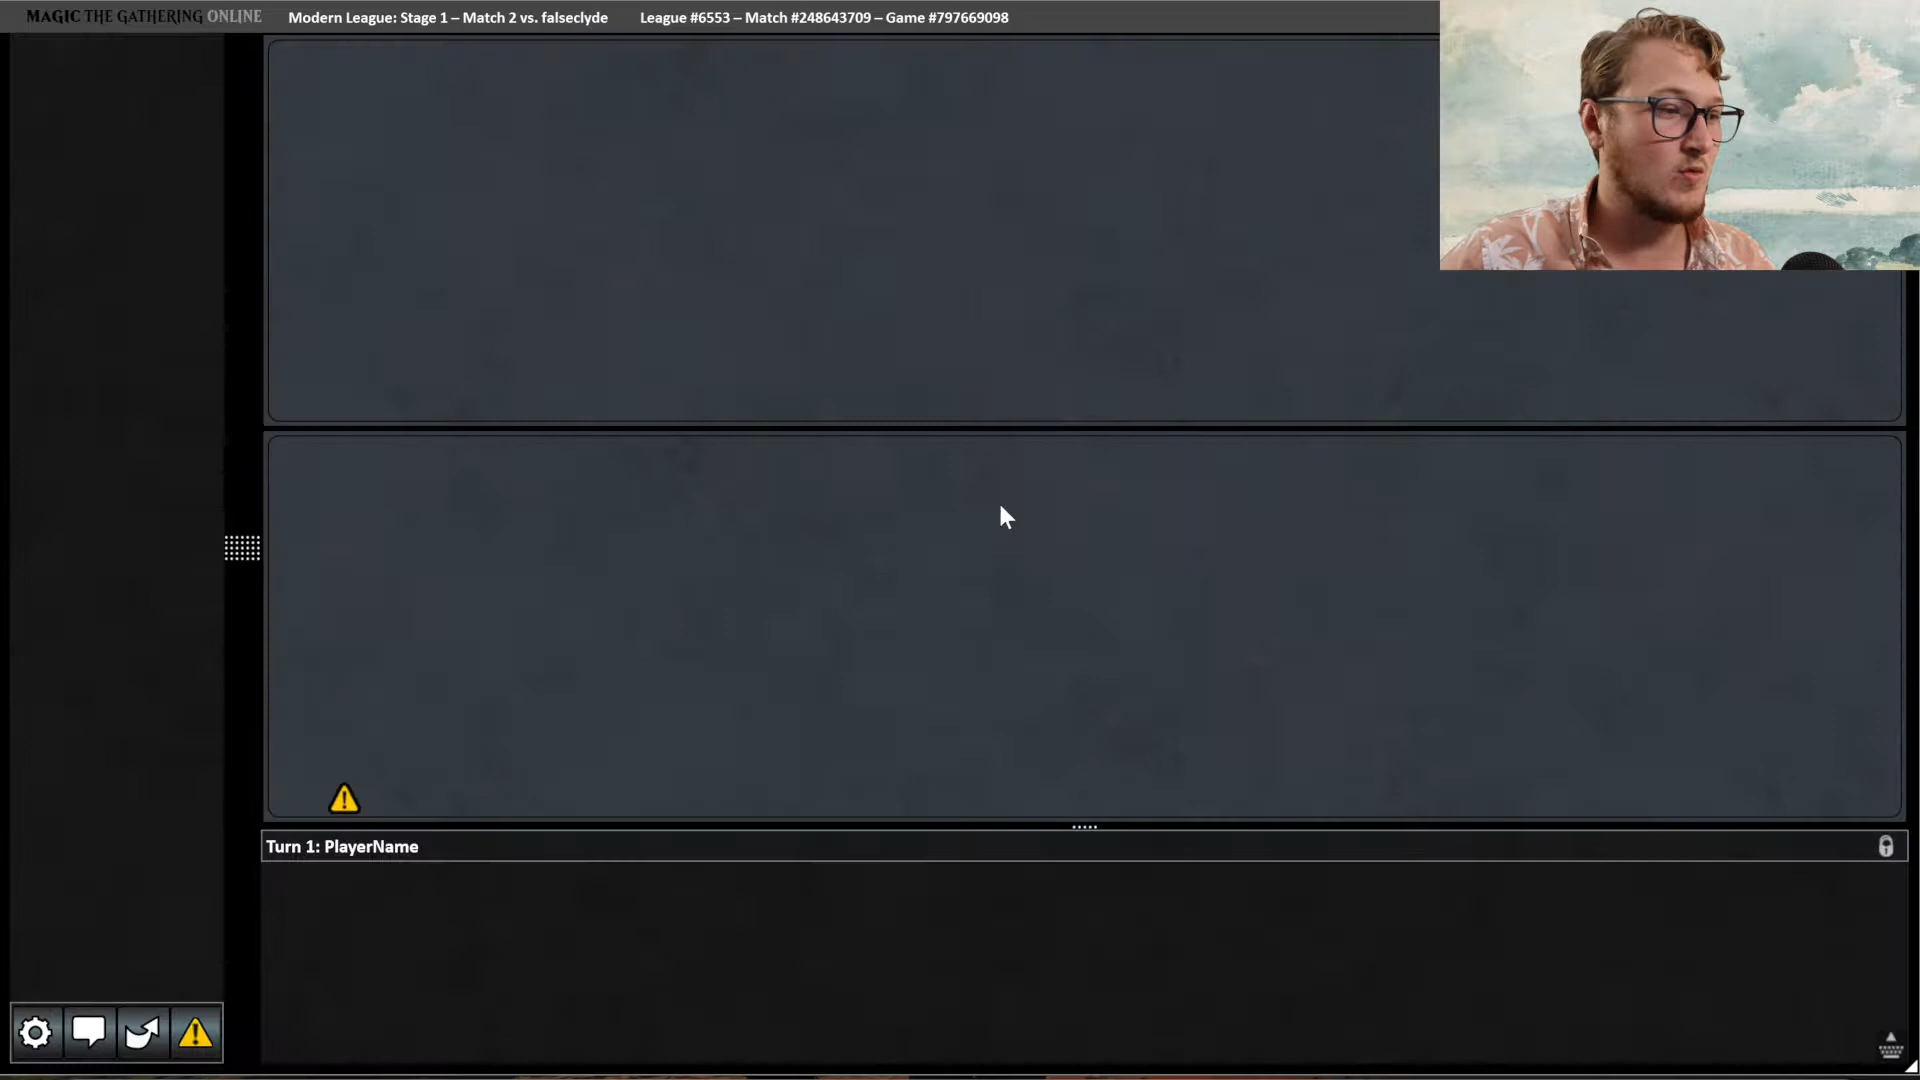 MAGIC THE GATHERING ONLINE
Modern League: Stage 1 – Match 2 vs. falseclyde
League #6553 – Match #248643709 – Game #797669098
Turn 1: PlayerName